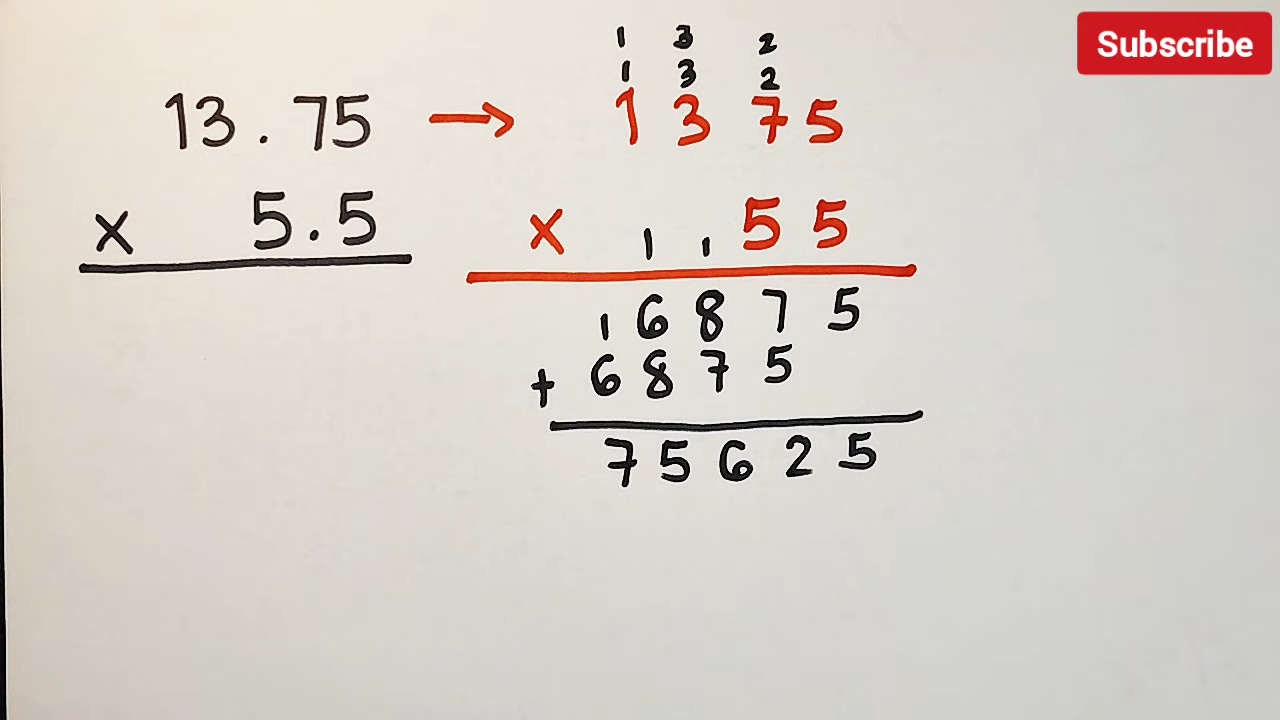 Subscribe
1 3 2
1 3 2
13.75 → 1375
x 5.5
x 55
1 1
16875
+ 6875
75625